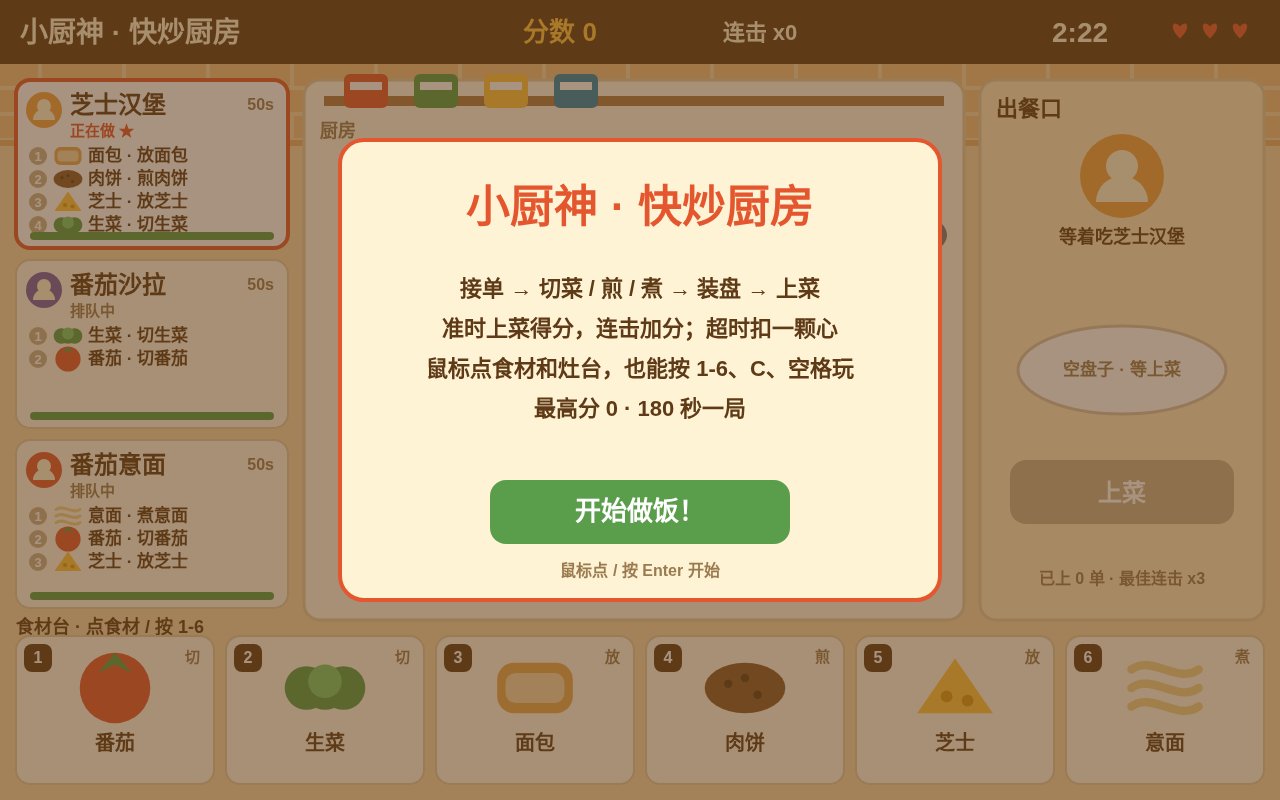 小厨神 · 快炒厨房
分数 0
连击 x0
2:22
芝士汉堡
50s
正在做 ★
1 面包 · 放面包
2 肉饼 · 煎肉饼
3 芝士 · 放芝士
4 生菜 · 切生菜
番茄沙拉
50s
排队中
1 生菜 · 切生菜
2 番茄 · 切番茄
番茄意面
50s
排队中
1 意面 · 煮意面
2 番茄 · 切番茄
3 芝士 · 放芝士
厨房
小厨神 · 快炒厨房
接单 → 切菜 / 煎 / 煮 → 装盘 → 上菜
准时上菜得分，连击加分；超时扣一颗心
鼠标点食材和灶台，也能按 1-6、C、空格玩
最高分 0 · 180 秒一局
开始做饭！
鼠标点 / 按 Enter 开始
出餐口
等着吃芝士汉堡
空盘子 · 等上菜
上菜
已上 0 单 · 最佳连击 x3
食材台 · 点食材 / 按 1-6
1 切
番茄
2 切
生菜
3 放
面包
4 煎
肉饼
5 放
芝士
6 煮
意面